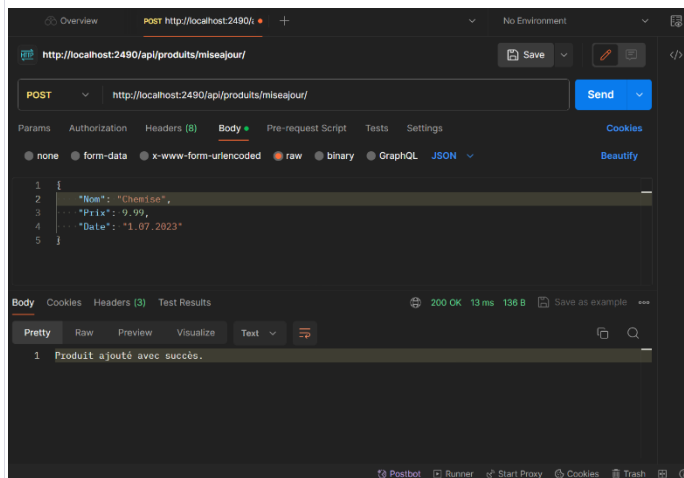 Overview POST http://localhost:2490/a + No Environment
HTTP http://localhost:2490/api/produits/miseajour/ Save
POST http://localhost:2490/api/produits/miseajour/ Send
Params Authorization Headers (8) Body Pre-request Script Tests Settings Cookies
none form-data x-www-form-urlencoded raw binary GraphQL JSON Beautify
1 {
2 "Nom": "Chemise",
3 "Prix": 9.99,
4 "Date": "1.07.2023"
5 }
Body Cookies Headers (3) Test Results 200 OK 13 ms 136 B Save as example
Pretty Raw Preview Visualize Text
1 Produit ajouté avec succès.
Postbot Runner Start Proxy Cookies Trash